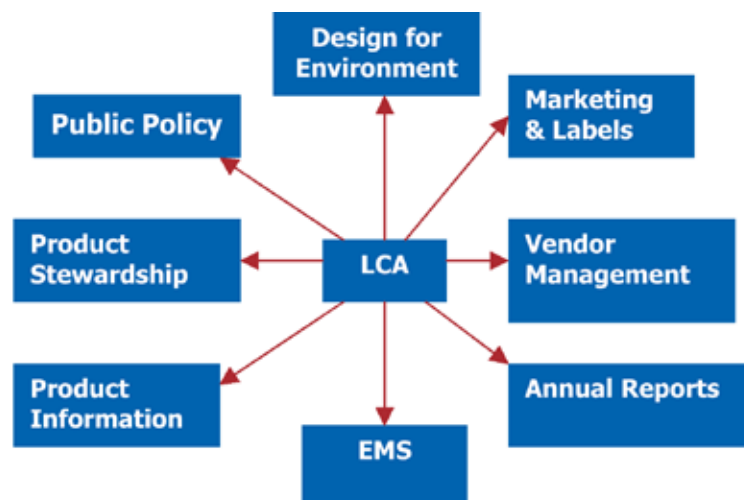 Design for
Environment
Marketing
& Labels
Public Policy
Product
Stewardship
LCA
Vendor
Management
Product
Information
Annual Reports
EMS